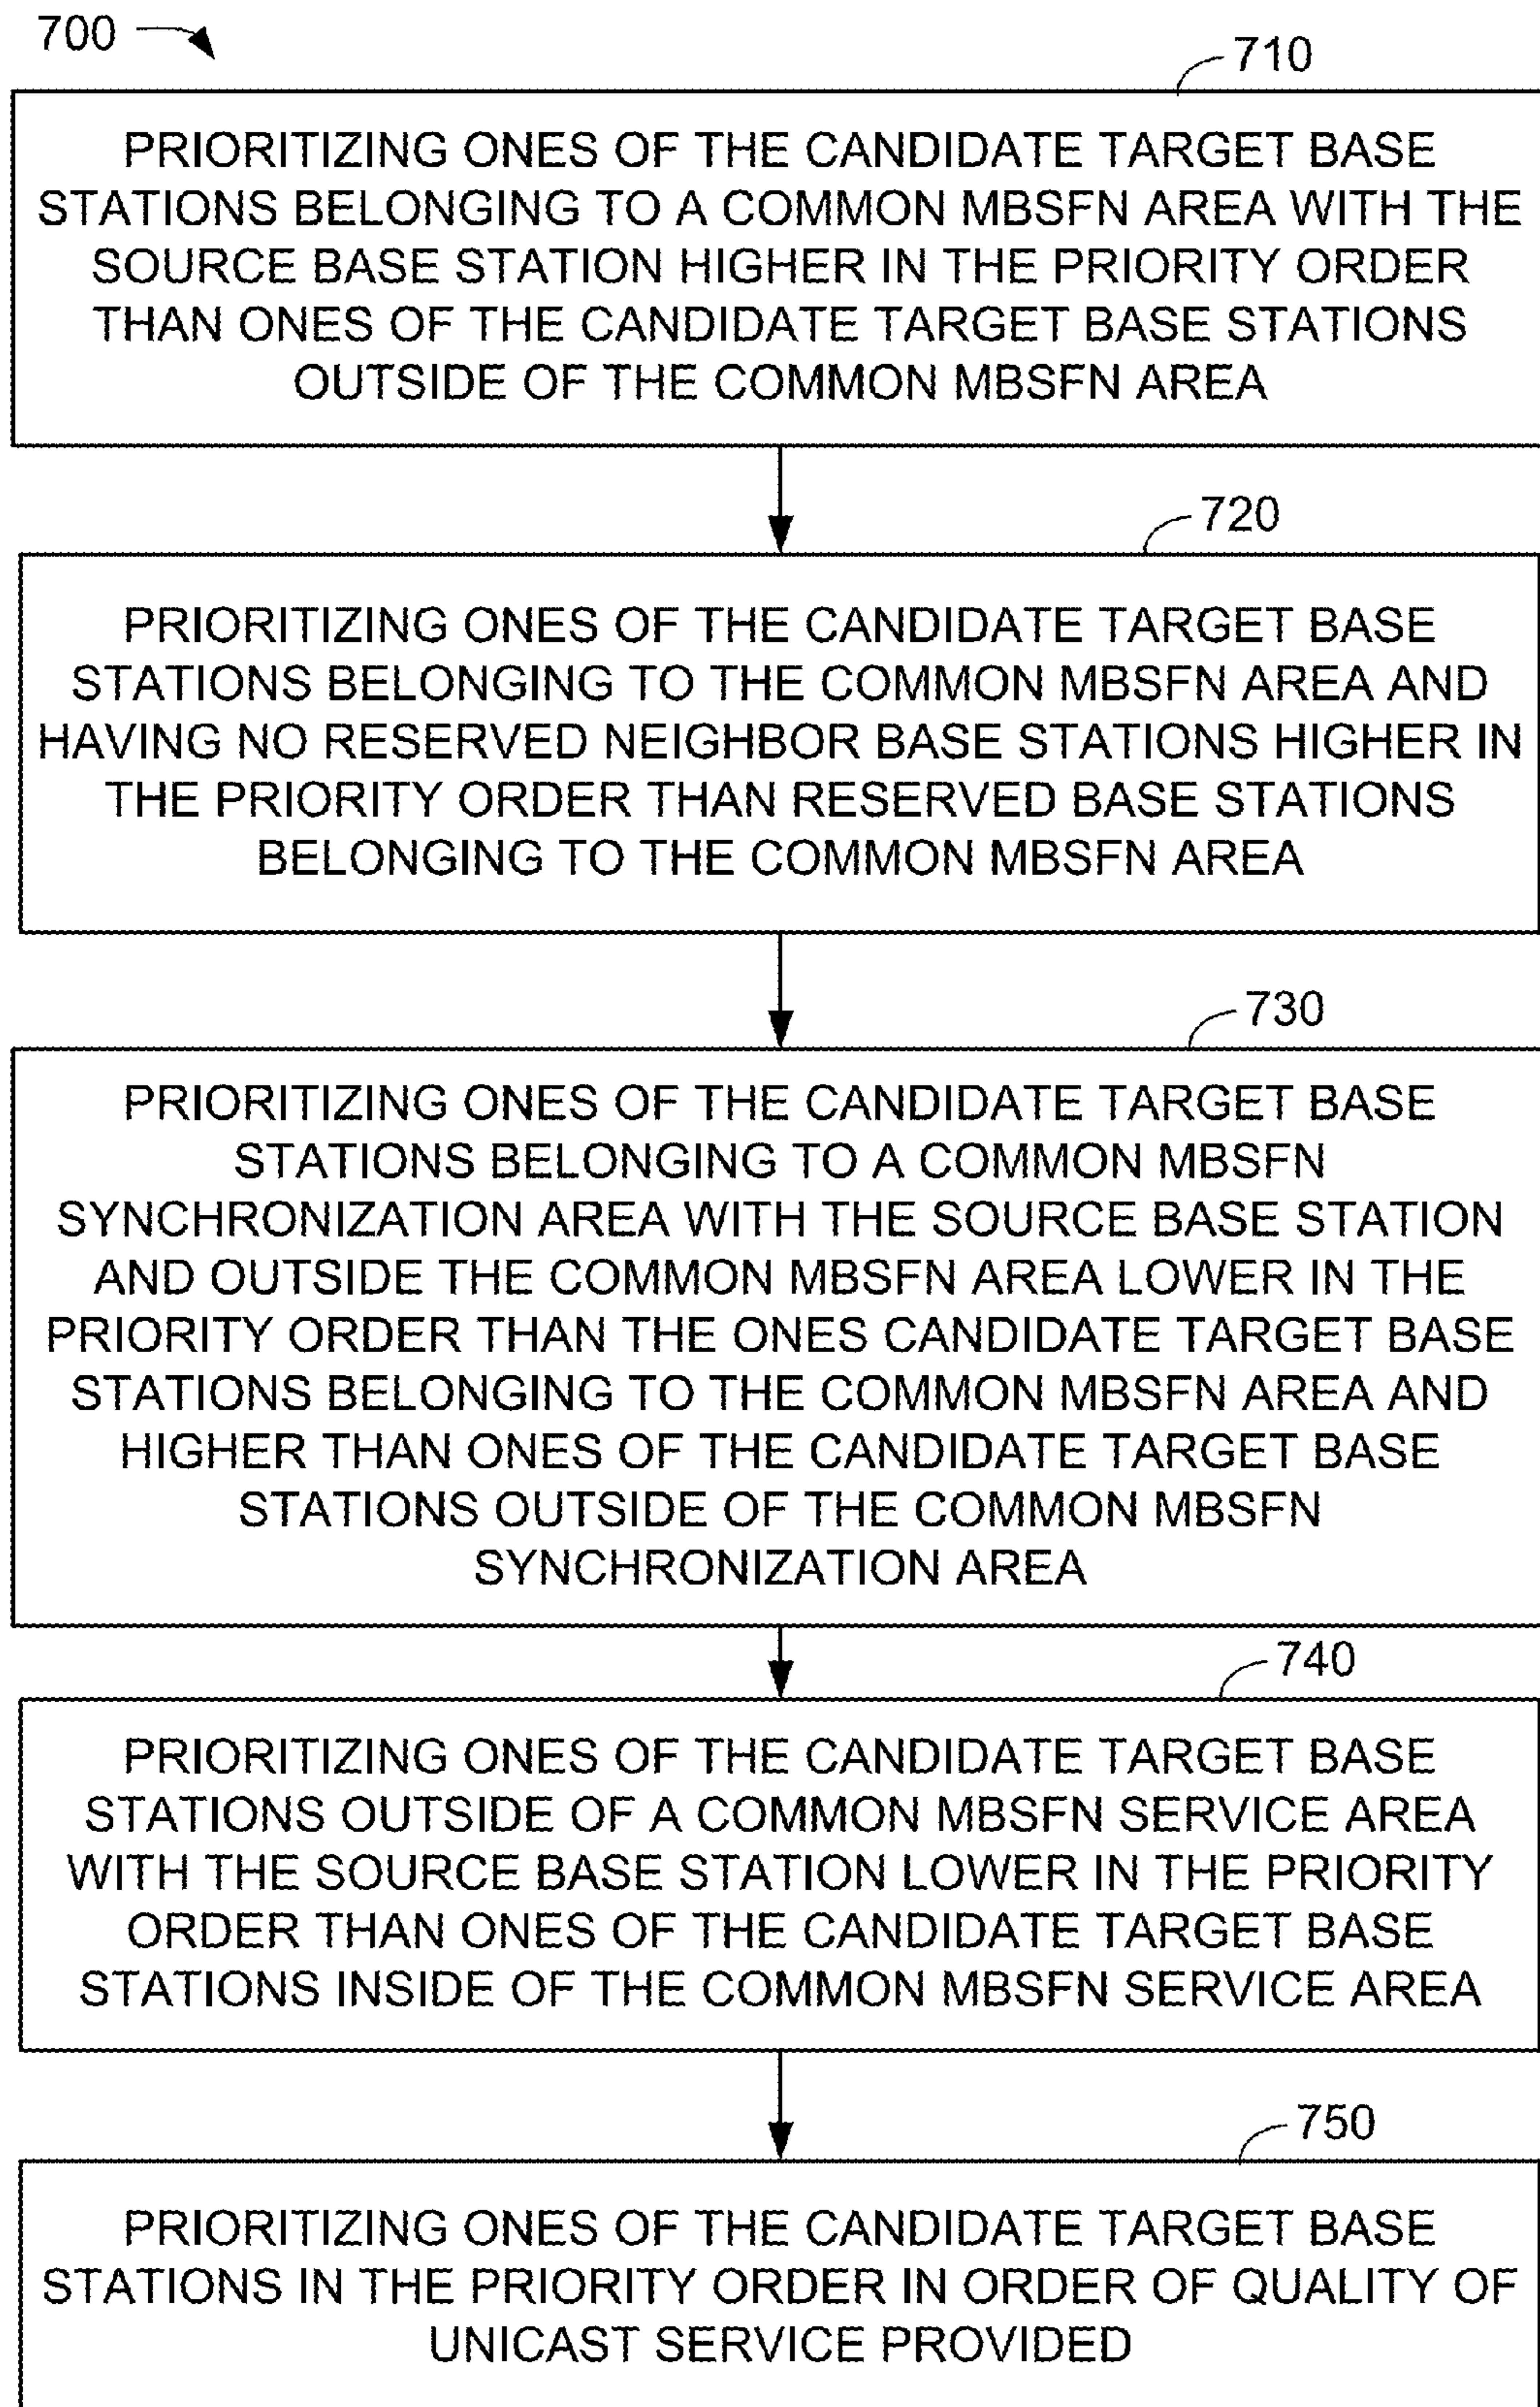 700
710
PRIORITIZING ONES OF THE CANDIDATE TARGET BASE
STATIONS BELONGING TO A COMMON MBSFN AREA WITH THE
SOURCE BASE STATION HIGHER IN THE PRIORITY ORDER
THAN ONES OF THE CANDIDATE TARGET BASE STATIONS
OUTSIDE OF THE COMMON MBSFN AREA
720
PRIORITIZING ONES OF THE CANDIDATE TARGET BASE
STATIONS BELONGING TO THE COMMON MBSFN AREA AND
HAVING NO RESERVED NEIGHBOR BASE STATIONS HIGHER IN
THE PRIORITY ORDER THAN RESERVED BASE STATIONS
BELONGING TO THE COMMON MBSFN AREA
730
PRIORITIZING ONES OF THE CANDIDATE TARGET BASE
STATIONS BELONGING TO A COMMON MBSFN
SYNCHRONIZATION AREA WITH THE SOURCE BASE STATION
AND OUTSIDE THE COMMON MBSFN AREA LOWER IN THE
PRIORITY ORDER THAN THE ONES CANDIDATE TARGET BASE
STATIONS BELONGING TO THE COMMON MBSFN AREA AND
HIGHER THAN ONES OF THE CANDIDATE TARGET BASE
STATIONS OUTSIDE OF THE COMMON MBSFN
SYNCHRONIZATION AREA
740
PRIORITIZING ONES OF THE CANDIDATE TARGET BASE
STATIONS OUTSIDE OF A COMMON MBSFN SERVICE AREA
WITH THE SOURCE BASE STATION LOWER IN THE PRIORITY
ORDER THAN ONES OF THE CANDIDATE TARGET BASE
STATIONS INSIDE OF THE COMMON MBSFN SERVICE AREA
750
PRIORITIZING ONES OF THE CANDIDATE TARGET BASE
STATIONS IN THE PRIORITY ORDER IN ORDER OF QUALITY OF
UNICAST SERVICE PROVIDED